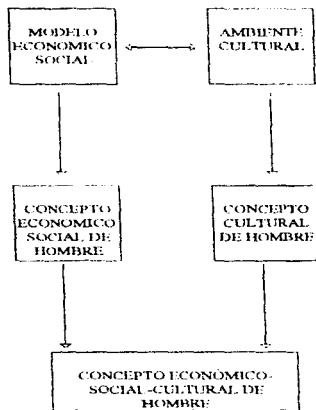 MODELO
ECONOMICO
SOCIAL
AMBIENTE
CULTURAL
CONCEPTO
ECONOMICO
SOCIAL DE
HOMBRE
CONCEPTO
CULTURAL
DE HOMBRE
CONCEPTO ECONÓMICO-
SOCIAL-CULTURAL DE
HOMBRE